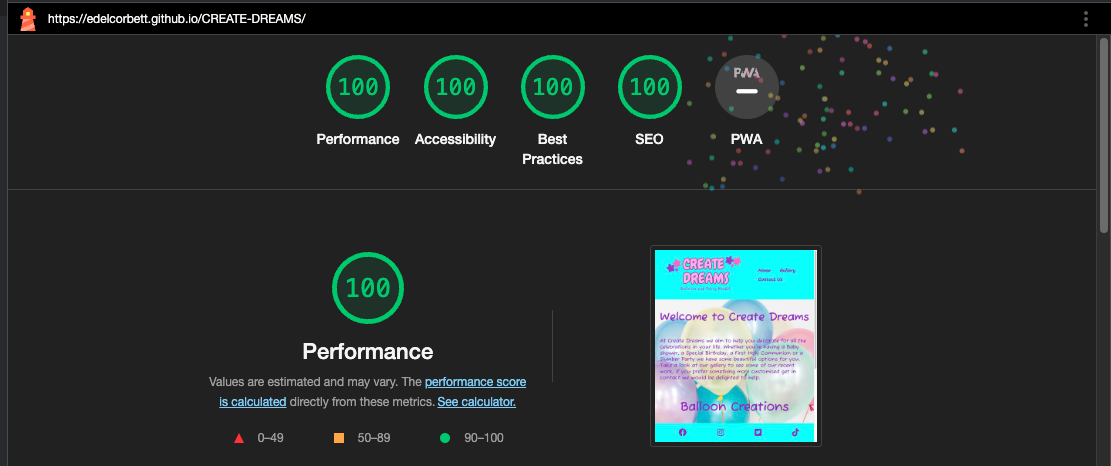 https://edelcorbett.github.io/CREATE-DREAMS/
100 100 100 100 PWA
Performance Accessibility Best Practices SEO PWA
100
Performance
Values are estimated and may vary. The performance score
is calculated directly from these metrics. See calculator.
0–49 50–89 90–100
CREATE
DREAMS
Home Gallery
Contact Us
Welcome to Create Dreams
At Create Dreams we aim to help you decorate for all the
celebrations in your life. Whether you're having a Baby
shower, a Special Birthday, a First Holy Communion or a
Slumber Party we have some beautiful options for you.
Take a look at our gallery to see some of our recent
work, if you prefer something more customised get in
contact we would be delighted to help.
Balloon Creations